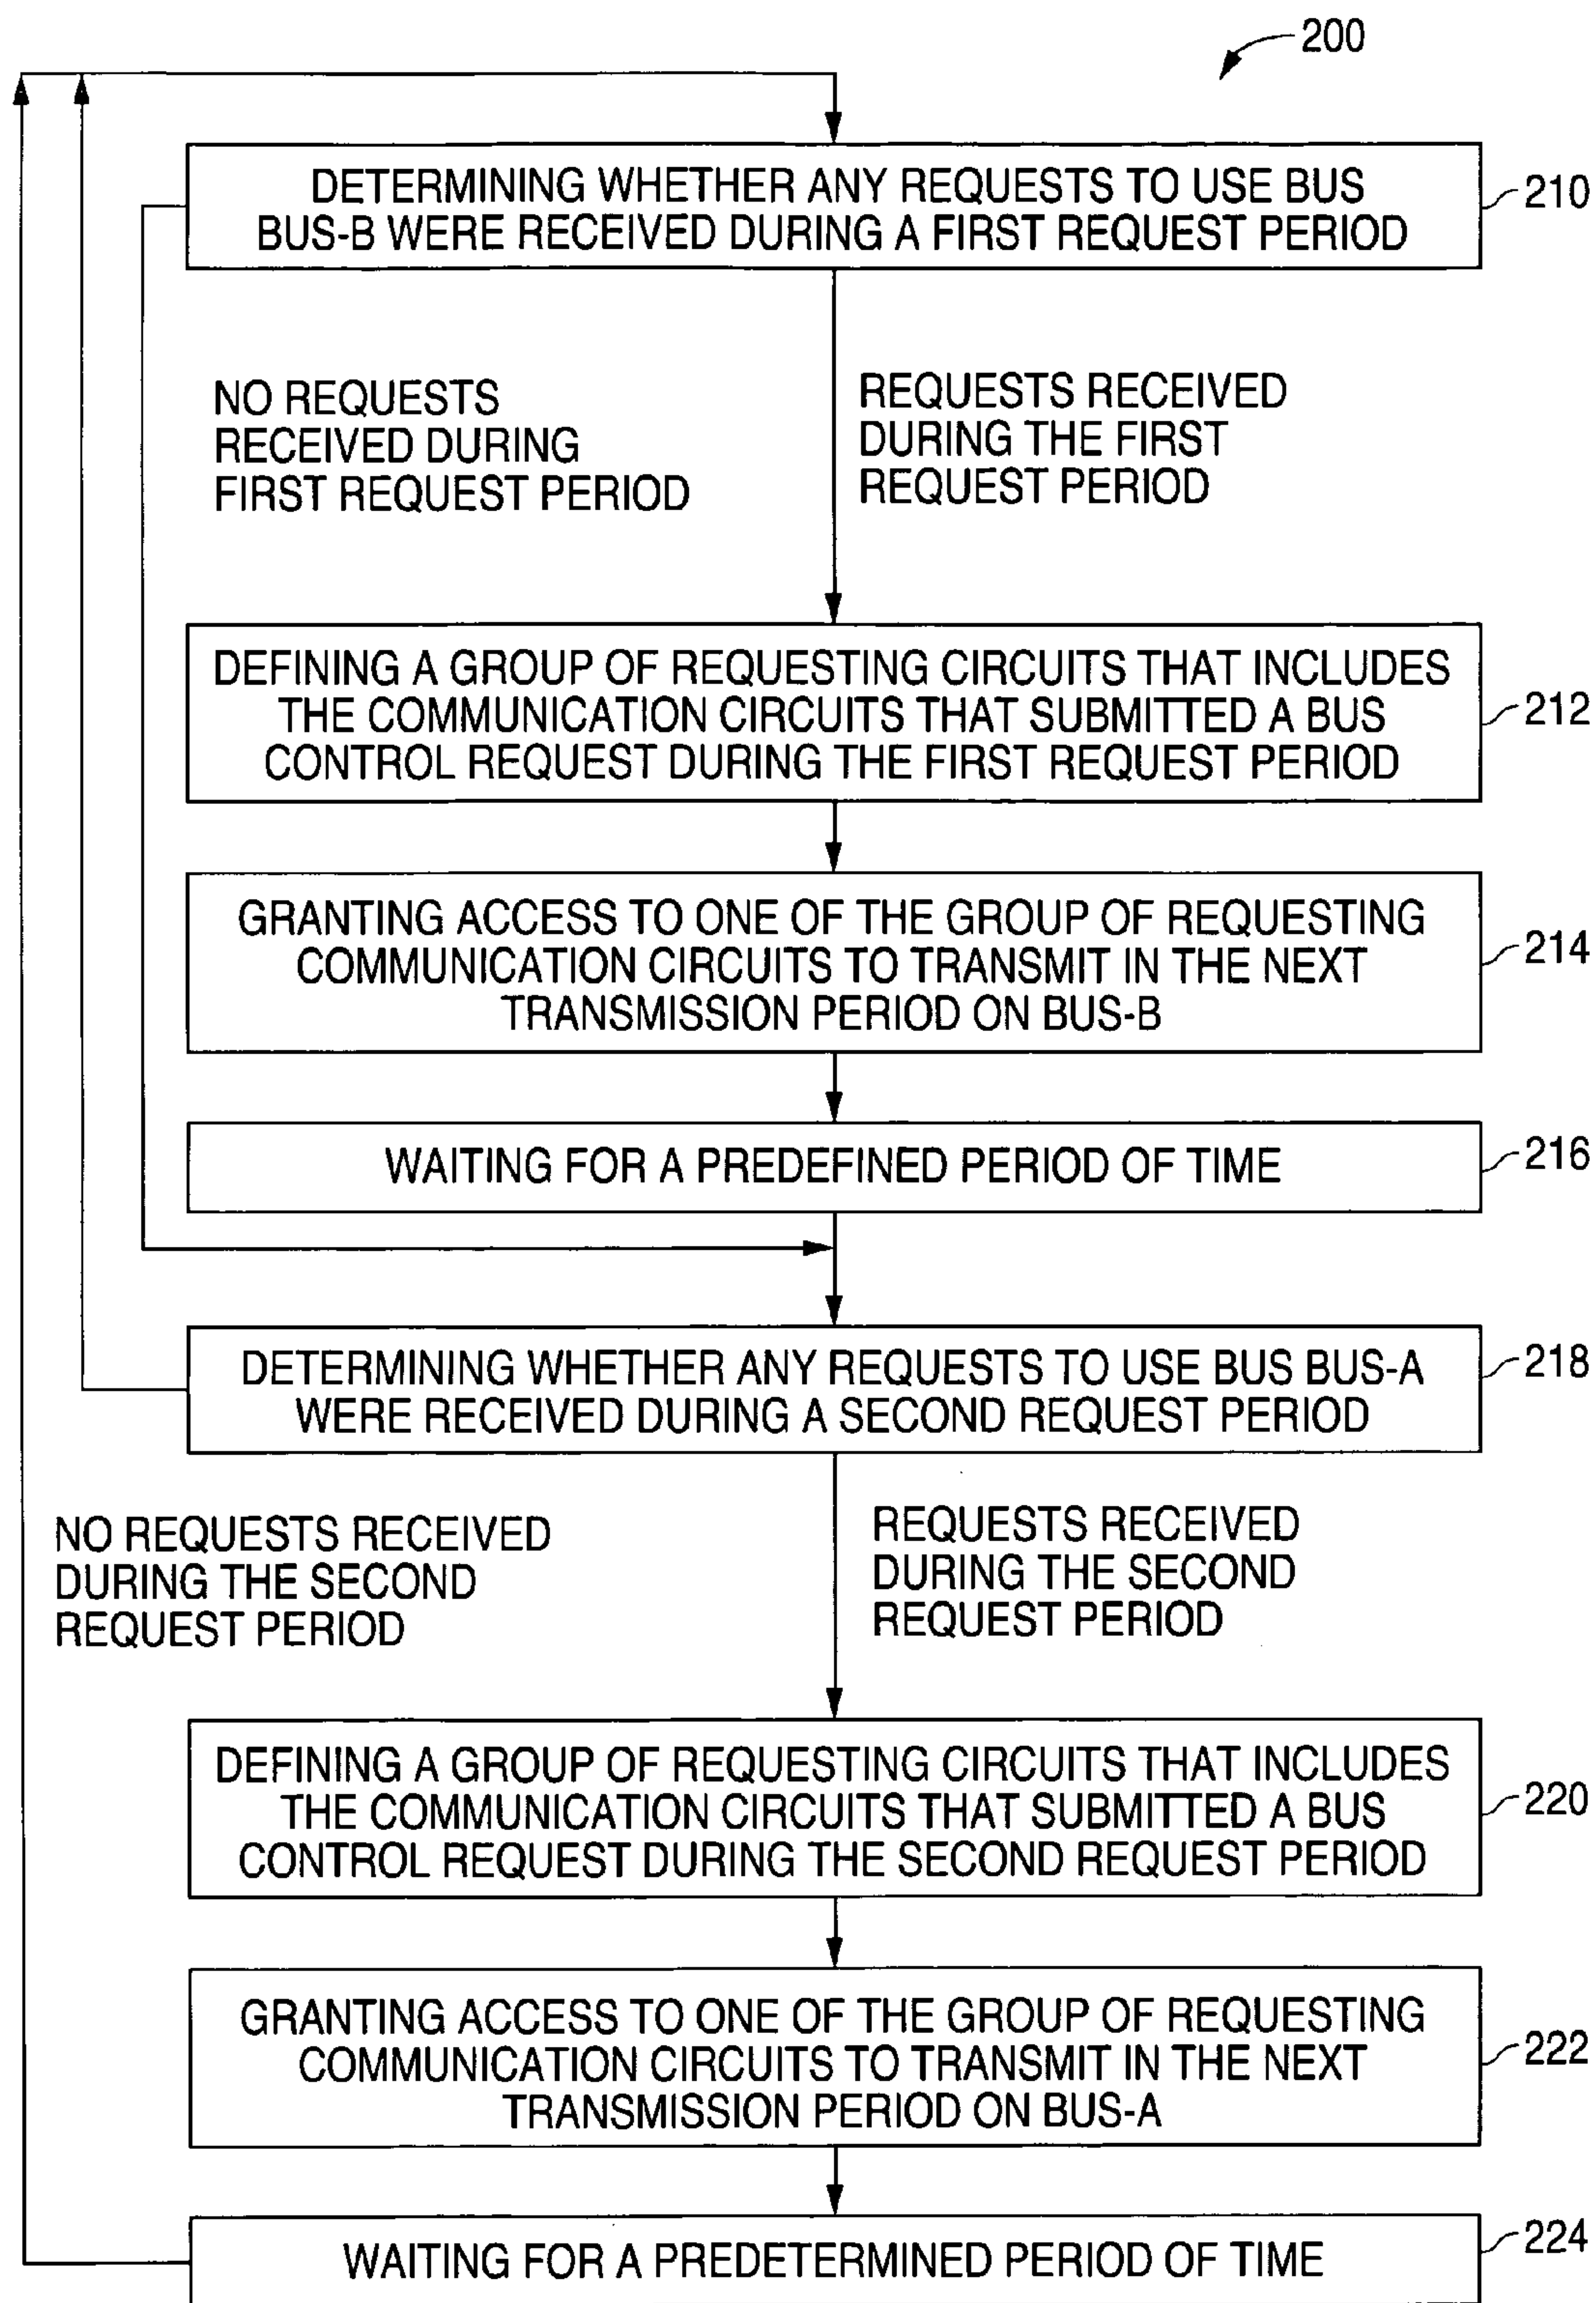 200
DETERMINING WHETHER ANY REQUESTS TO USE BUS
BUS-B WERE RECEIVED DURING A FIRST REQUEST PERIOD
210
NO REQUESTS
RECEIVED DURING
FIRST REQUEST PERIOD
REQUESTS RECEIVED
DURING THE FIRST
REQUEST PERIOD
DEFINING A GROUP OF REQUESTING CIRCUITS THAT INCLUDES
THE COMMUNICATION CIRCUITS THAT SUBMITTED A BUS
CONTROL REQUEST DURING THE FIRST REQUEST PERIOD
212
GRANTING ACCESS TO ONE OF THE GROUP OF REQUESTING
COMMUNICATION CIRCUITS TO TRANSMIT IN THE NEXT
TRANSMISSION PERIOD ON BUS-B
214
WAITING FOR A PREDEFINED PERIOD OF TIME
216
DETERMINING WHETHER ANY REQUESTS TO USE BUS BUS-A
WERE RECEIVED DURING A SECOND REQUEST PERIOD
218
NO REQUESTS RECEIVED
DURING THE SECOND
REQUEST PERIOD
REQUESTS RECEIVED
DURING THE SECOND
REQUEST PERIOD
DEFINING A GROUP OF REQUESTING CIRCUITS THAT INCLUDES
THE COMMUNICATION CIRCUITS THAT SUBMITTED A BUS
CONTROL REQUEST DURING THE SECOND REQUEST PERIOD
220
GRANTING ACCESS TO ONE OF THE GROUP OF REQUESTING
COMMUNICATION CIRCUITS TO TRANSMIT IN THE NEXT
TRANSMISSION PERIOD ON BUS-A
222
WAITING FOR A PREDETERMINED PERIOD OF TIME
224